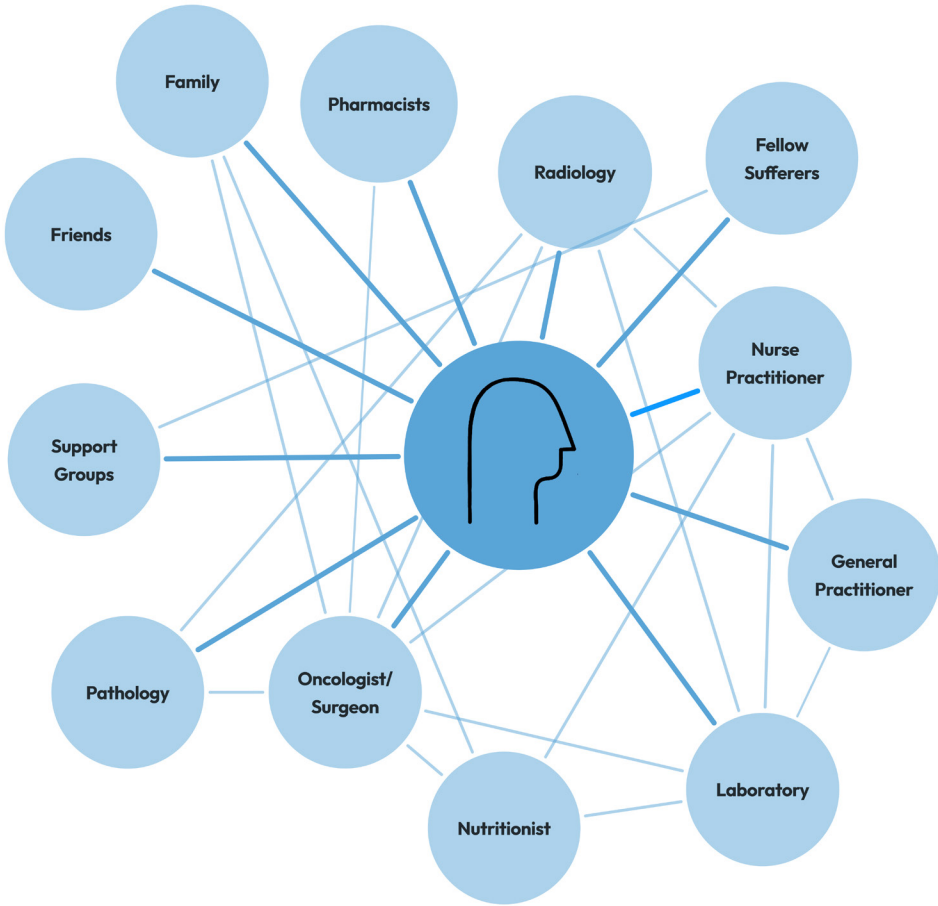 Family
Pharmacists
Radiology
Fellow
Sufferers
Friends
Nurse
Practitioner
Support
Groups
General
Practitioner
Pathology
Oncologist/
Surgeon
Laboratory
Nutritionist